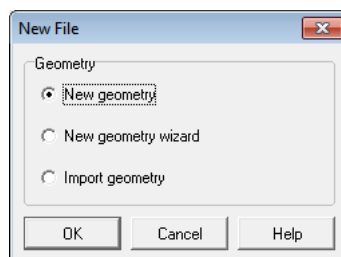 New File
Geometry
New geometry
New geometry wizard
Import geometry
OK Cancel Help